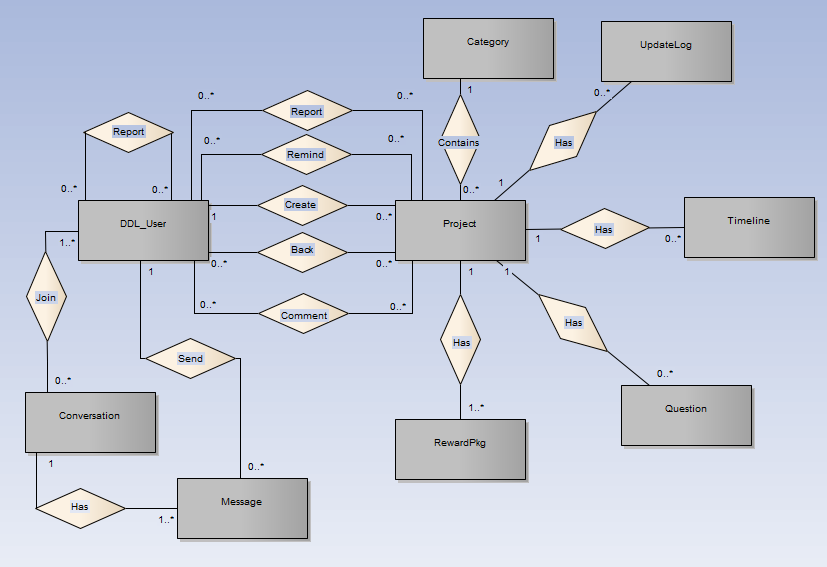 Category
UpdateLog
1
0..*
0..*
0..*
Report
Report
Contains
Has
0..*
0..*
Remind
0..*
0..*
1
0..*
Create
DDL_User
1
0..*
Project
Timeline
1
Has
0..*
1..*
Back
0..*
0..*
1
1
1
Join
0..*
Comment
0..*
Has
Has
Send
0..*
0..*
1..*
Conversation
Question
RewardPkg
1
0..*
Message
Has
1..*